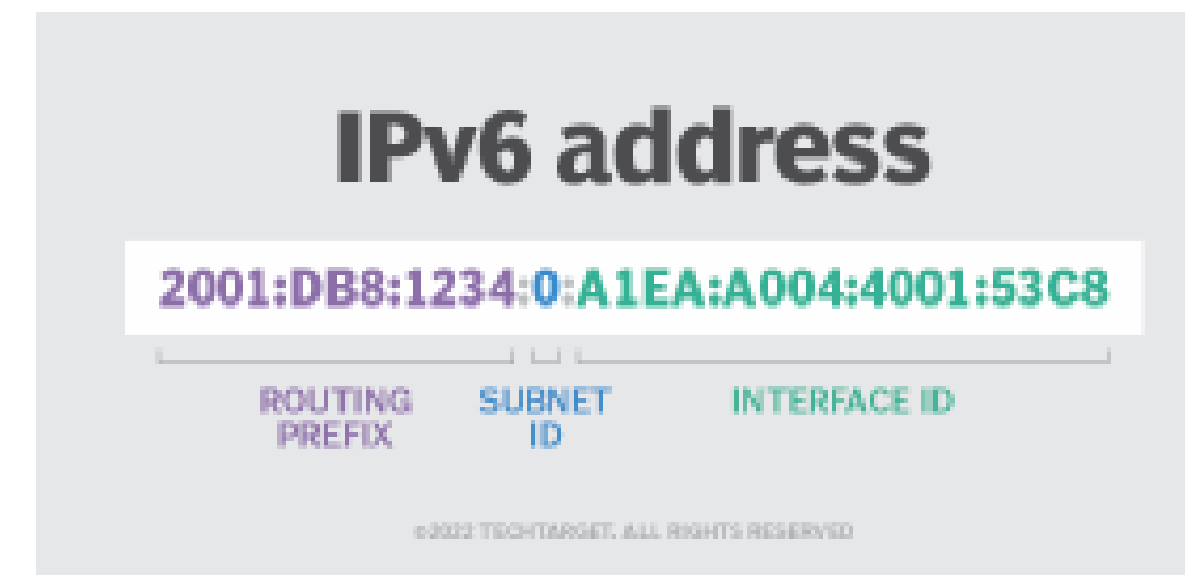 IPv6 address
2001:DB8:1234:0:A1EA:A004:4001:53C8
ROUTING PREFIX
SUBNET ID
INTERFACE ID
©2022 TECHTARGET. ALL RIGHTS RESERVED